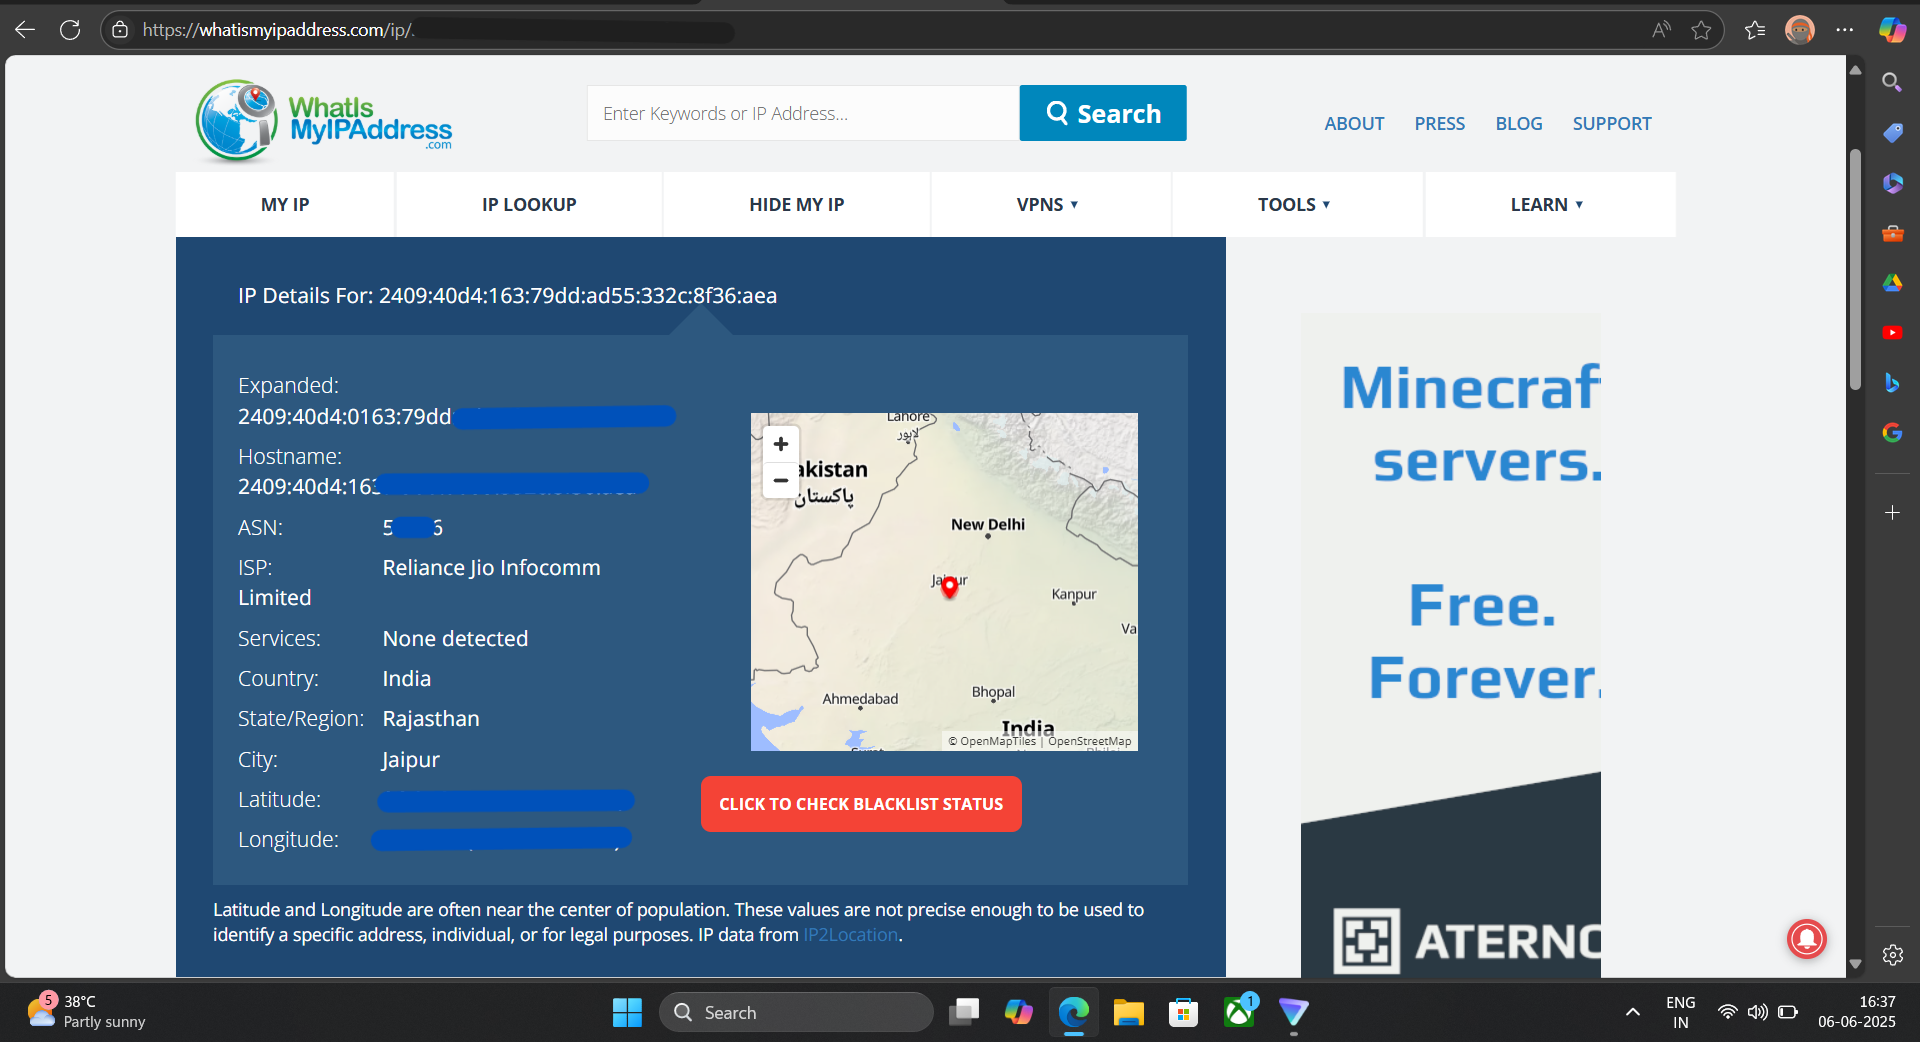 https://whatismyipaddress.com/ip/
WhatIs
MyIPAddress
.com
Enter Keywords or IP Address...
Search
ABOUT PRESS BLOG SUPPORT
MY IP IP LOOKUP HIDE MY IP VPNS ▾ TOOLS ▾ LEARN ▾
IP Details For: 2409:40d4:163:79dd:ad55:332c:8f36:aea
Expanded:
2409:40d4:0163:79dd
Hostname:
2409:40d4:163
ASN: 5 6
ISP: Reliance Jio Infocomm
Limited
Services: None detected
Country: India
State/Region: Rajasthan
City: Jaipur
Latitude:
Longitude:
+
−
Lahore
لاہور
akistan
پاکستان
New Delhi
Jaipur
Kanpur
Va
Ahmedabad
Bhopal
India
© OpenMapTiles | OpenStreetMap
CLICK TO CHECK BLACKLIST STATUS
Latitude and Longitude are often near the center of population. These values are not precise enough to be used to
identify a specific address, individual, or for legal purposes. IP data from IP2Location.
Minecraf
servers.
Free.
Forever.
ATERNO
5
38°C
Partly sunny
Search
1
ENG
IN
16:37
06-06-2025